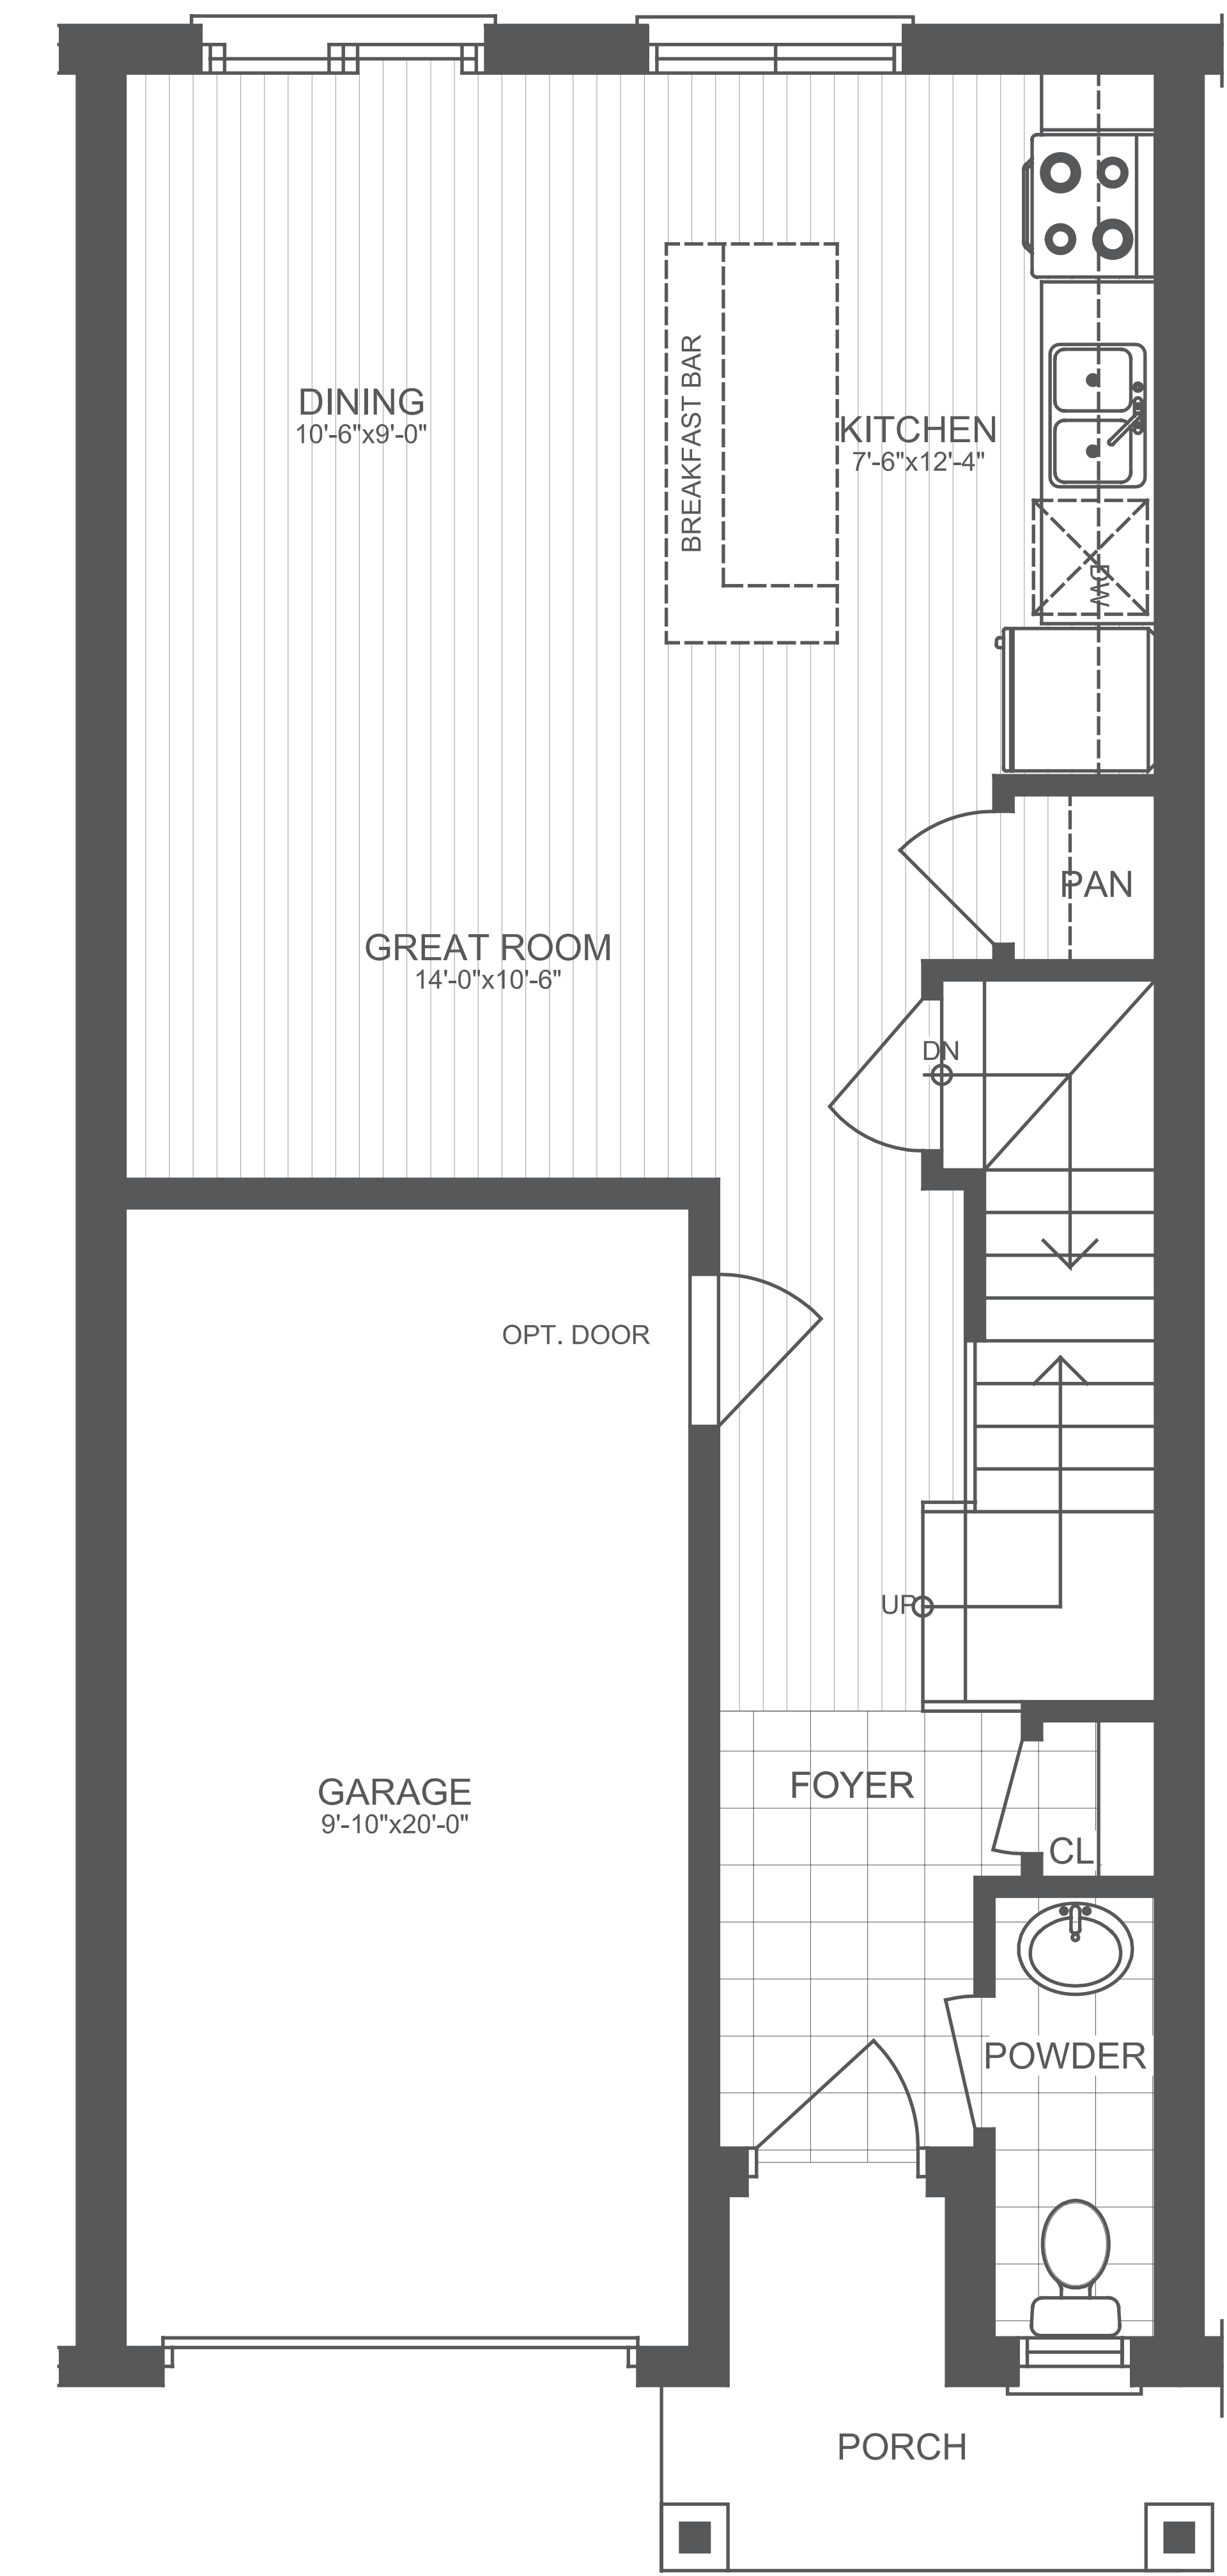 DINING
10'-6"x9'-0"
BREAKFAST BAR
KITCHEN
7'-6"x12'-4"
DW
PAN
GREAT ROOM
14'-0"x10'-6"
DN
OPT. DOOR
UP
FOYER
GARAGE
9'-10"x20'-0"
CL
POWDER
PORCH